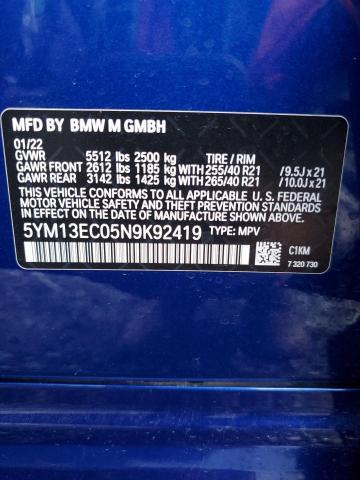 MFD BY BMW M GMBH
01/22
GVWR 5512 lbs 2500 kg TIRE / RIM
GAWR FRONT 2612 lbs 1185 kg WITH 255/40 R21 / 9.5J x 21
GAWR REAR 3142 lbs 1425 kg WITH 265/40 R21 / 10.0J x 21
THIS VEHICLE CONFORMS TO ALL APPLICABLE U.S. FEDERAL
MOTOR VEHICLE SAFETY STANDARDS IN EFFECT ON THE
DATE OF MANUFACTURE SHOWN ABOVE.
5YM13EC05N9K92419 TYPE: MPV
C1KM
7 320 730